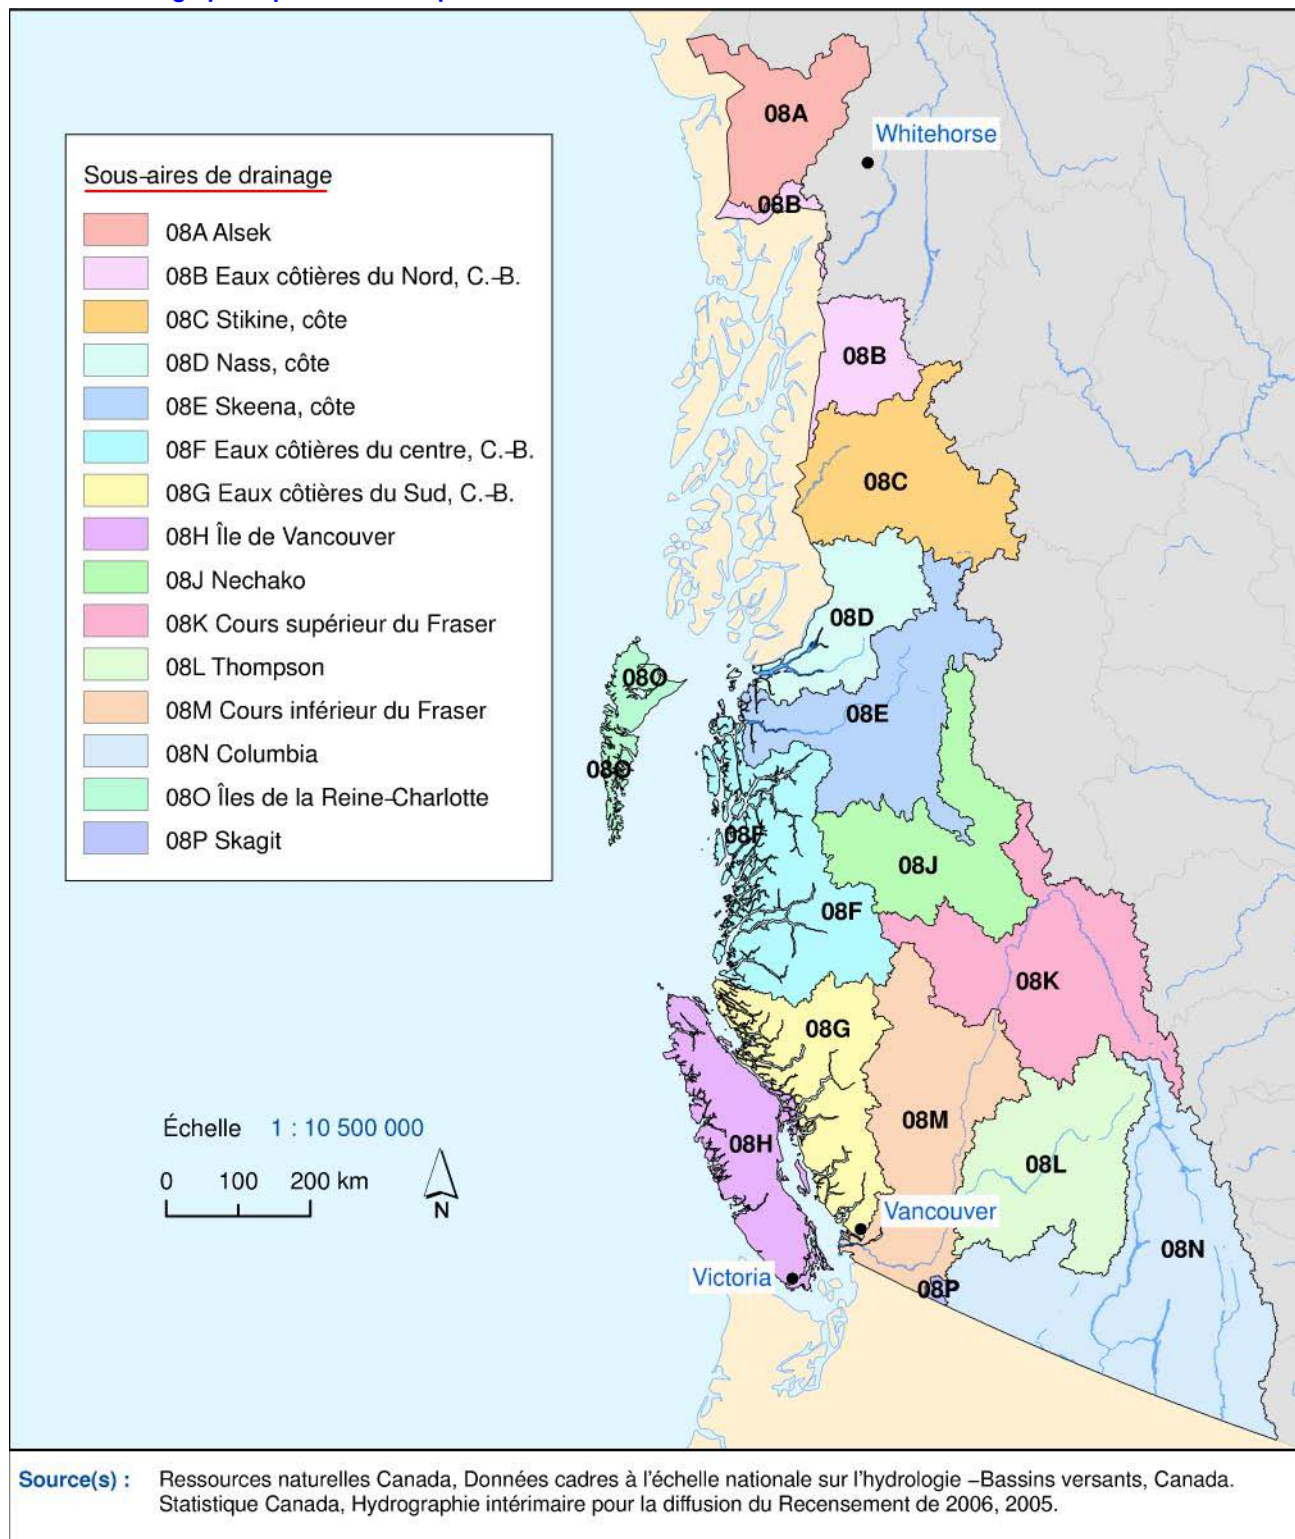 Sous-aires de drainage
08A Alsek
08B Eaux côtières du Nord, C.-B.
08C Stikine, côte
08D Nass, côte
08E Skeena, côte
08F Eaux côtières du centre, C.-B.
08G Eaux côtières du Sud, C.-B.
08H Île de Vancouver
08J Nechako
08K Cours supérieur du Fraser
08L Thompson
08M Cours inférieur du Fraser
08N Columbia
08O Îles de la Reine-Charlotte
08P Skagit
08A
Whitehorse
08B
08B
08C
08D
08O
08E
08O
08F
08J
08F
08K
08G
08M
08H
08L
Vancouver
08N
Victoria
08P
Échelle 1 : 10 500 000
0 100 200 km
N
Source(s) : Ressources naturelles Canada, Données cadres à l'échelle nationale sur l'hydrologie –Bassins versants, Canada.
Statistique Canada, Hydrographie intérimaire pour la diffusion du Recensement de 2006, 2005.